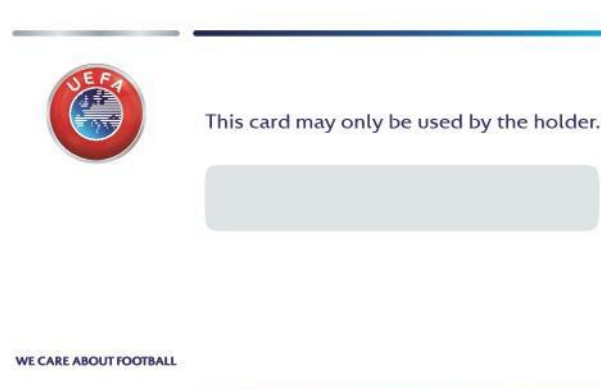 UEFA
This card may only be used by the holder.
WE CARE ABOUT FOOTBALL